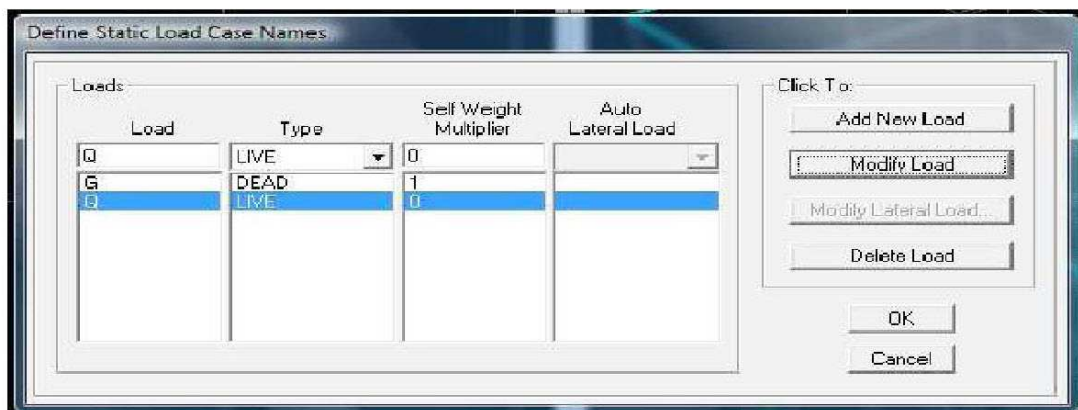 Define Static Load Case Names
Loads
Load Type Self Weight Multiplier Auto Lateral Load
Q LIVE 0
G DEAD 1
Q LIVE 0
Click To:
Add New Load
Modify Load
Modify Lateral Load...
Delete Load
OK
Cancel